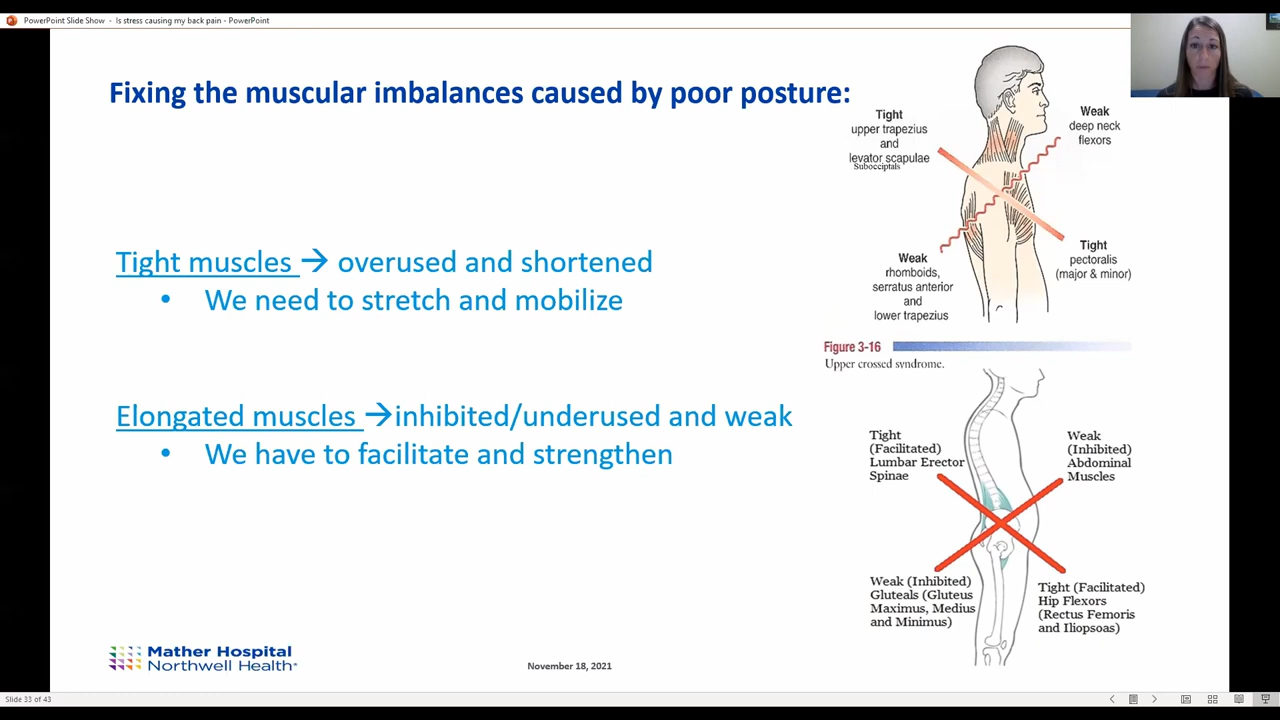 PowerPoint Slide Show - Is stress causing my back pain - PowerPoint
Fixing the muscular imbalances caused by poor posture:
Tight muscles → overused and shortened
• We need to stretch and mobilize
Elongated muscles →inhibited/underused and weak
• We have to facilitate and strengthen
Tight
upper trapezius
and
levator scapulae
Subocciptals
Weak
deep neck
flexors
Weak
rhomboids,
serratus anterior
and
lower trapezius
Tight
pectoralis
(major & minor)
Figure 3-16
Upper crossed syndrome.
Tight
(Facilitated)
Lumbar Erector
Spinae
Weak
(Inhibited)
Abdominal
Muscles
Weak (Inhibited)
Gluteals (Gluteus
Maximus, Medius
and Minimus)
Tight (Facilitated)
Hip Flexors
(Rectus Femoris
and Iliopsoas)
Mather Hospital
Northwell Health®
November 18, 2021
Slide 33 of 43